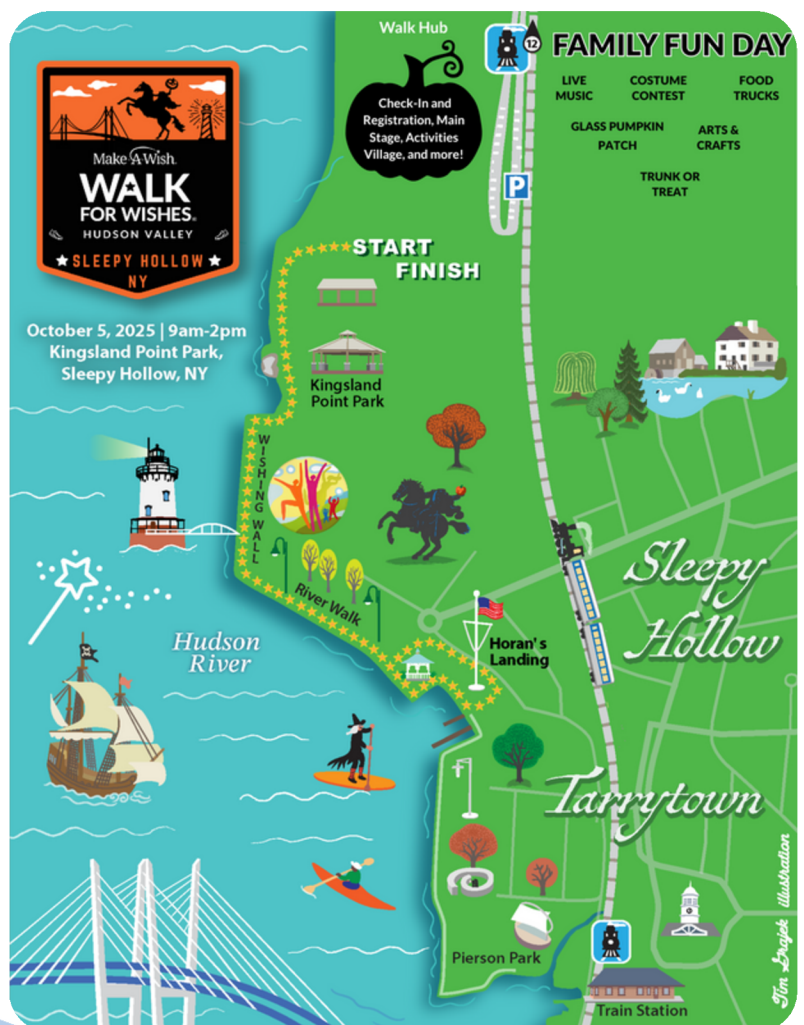 Walk Hub
Check-In and
Registration, Main
Stage, Activities
Village, and more!
12
FAMILY FUN DAY
LIVE
MUSIC
COSTUME
CONTEST
FOOD
TRUCKS
GLASS PUMPKIN
PATCH
ARTS &
CRAFTS
TRUNK OR
TREAT
P
Make-A-Wish.
WALK
FOR WISHES®
HUDSON VALLEY
SLEEPY HOLLOW
NY
October 5, 2025 | 9am-2pm
Kingsland Point Park,
Sleepy Hollow, NY
START
FINISH
Kingsland
Point Park
WISHING WALL
River Walk
Horan's
Landing
Hudson
River
Sleepy
Hollow
Tarrytown
Pierson Park
Train Station
Tim Grajek illustration